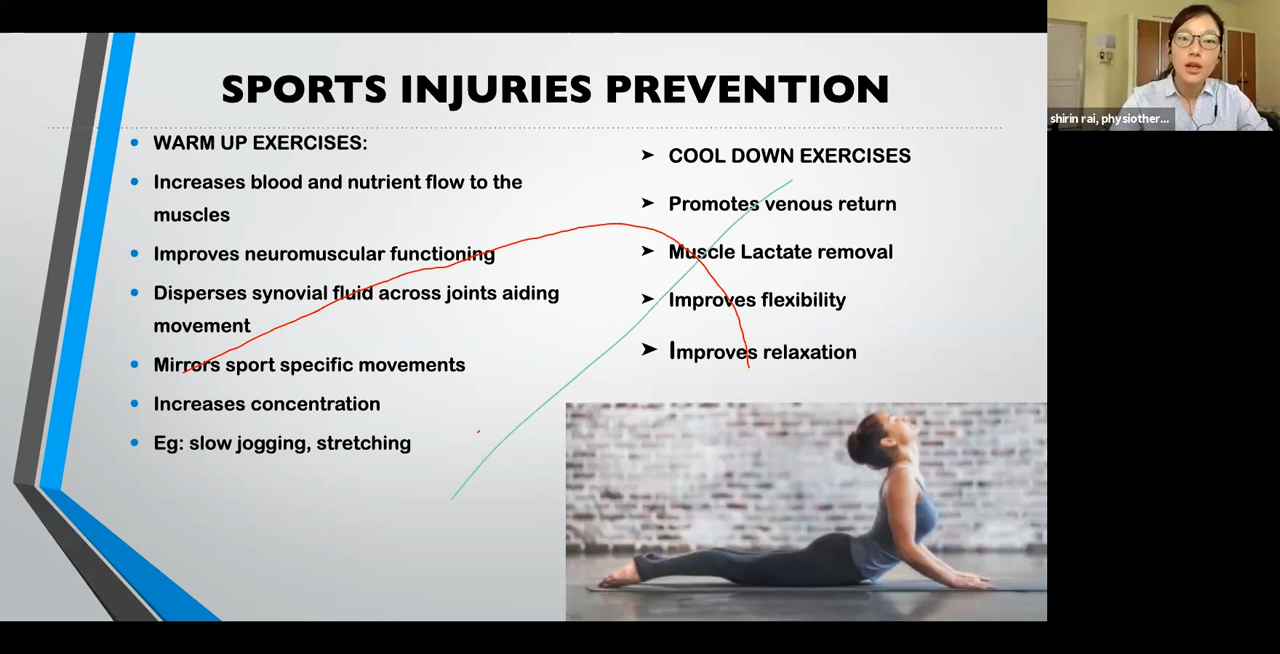 SPORTS INJURIES PREVENTION
WARM UP EXERCISES:
Increases blood and nutrient flow to the
muscles
Improves neuromuscular functioning
Disperses synovial fluid across joints aiding
movement
Mirrors sport specific movements
Increases concentration
Eg: slow jogging, stretching
COOL DOWN EXERCISES
Promotes venous return
Muscle Lactate removal
Improves flexibility
Improves relaxation
shirin rai, physiother...